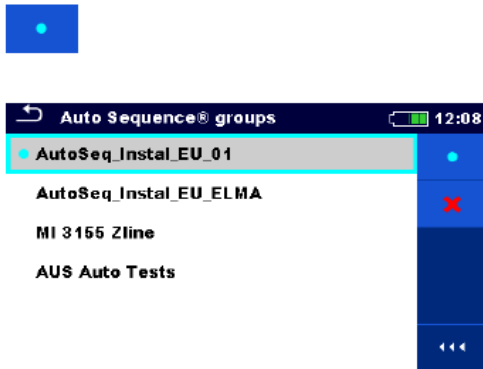 Auto Sequence® groups 12:08
AutoSeq_Instal_EU_01
AutoSeq_Instal_EU_ELMA
MI 3155 Zline
AUS Auto Tests